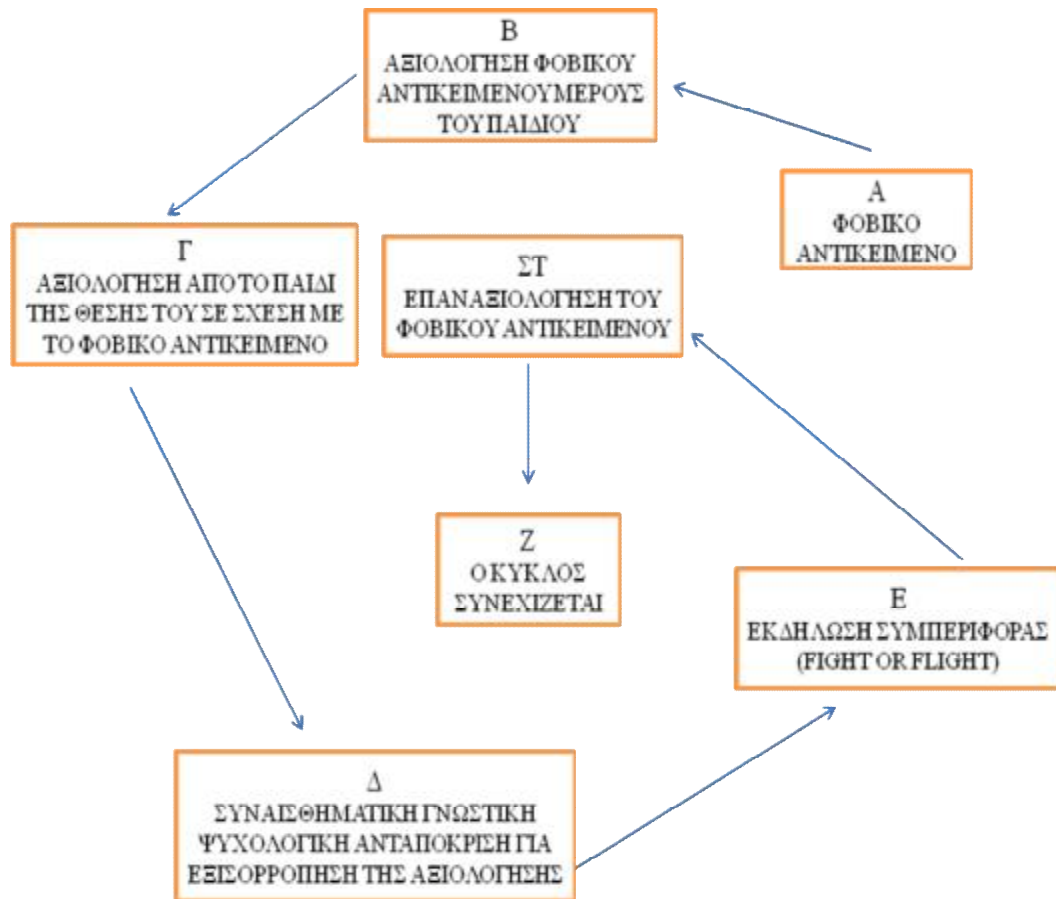 Β
ΑΞΙΟΛΟΓΗΣΗ ΦΟΒΙΚΟΥ
ΑΝΤΙΚΕΙΜΕΝΟΥ ΜΕΡΟΥΣ
ΤΟΥ ΠΑΙΔΙΟΥ
Α
ΦΟΒΙΚΟ
ΑΝΤΙΚΕΙΜΕΝΟ
Γ
ΑΞΙΟΛΟΓΗΣΗ ΑΠΟ ΤΟ ΠΑΙΔΙ
ΤΗΣ ΘΕΣΗΣ ΤΟΥ ΣΕ ΣΧΕΣΗ ΜΕ
ΤΟ ΦΟΒΙΚΟ ΑΝΤΙΚΕΙΜΕΝΟ
ΣΤ
ΕΠΑΝΑΞΙΟΛΟΓΗΣΗ ΤΟΥ
ΦΟΒΙΚΟΥ ΑΝΤΙΚΕΙΜΕΝΟΥ
Ζ
Ο ΚΥΚΛΟΣ
ΣΥΝΕΧΙΖΕΤΑΙ
Ε
ΕΚΔΗΛΩΣΗ ΣΥΜΠΕΡΙΦΟΡΑΣ
(FIGHT OR FLIGHT)
Δ
ΣΥΝΑΙΣΘΗΜΑΤΙΚΗ ΓΝΩΣΤΙΚΗ
ΨΥΧΟΛΟΓΙΚΗ ΑΝΤΑΠΟΚΡΙΣΗ ΓΙΑ
ΕΞΙΣΟΡΡΟΠΗΣΗ ΤΗΣ ΑΞΙΟΛΟΓΗΣΗΣ